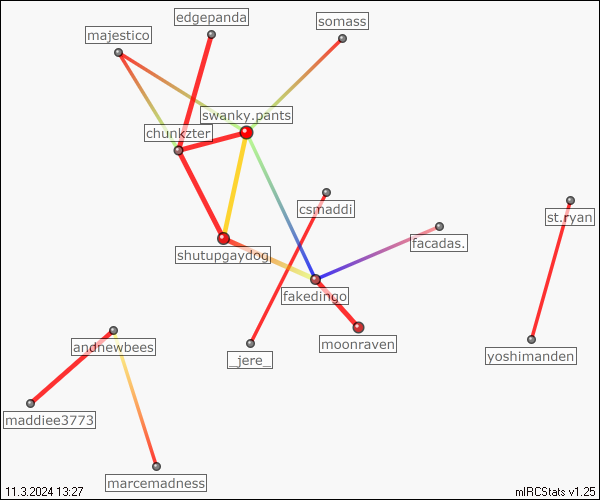 edgepanda
somass
majestico
swanky.pants
chunkzter
csmaddi
st.ryan
facadas.
shutupgaydog
fakedingo
moonraven
andnewbees
_jere_
yoshimanden
maddiee3773
marcemadness
11.3.2024 13:27
mIRCStats v1.25